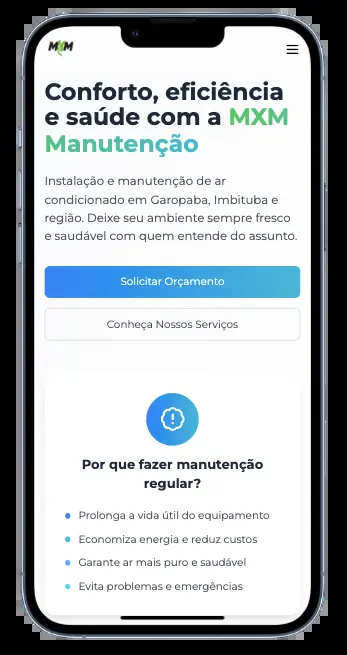 MXM
Conforto, eficiência
e saúde com a MXM
Manutenção
Instalação e manutenção de ar
condicionado em Garopaba, Imbituba e
região. Deixe seu ambiente sempre fresco
e saudável com quem entende do assunto.
Solicitar Orçamento
Conheça Nossos Serviços
Por que fazer manutenção
regular?
Prolonga a vida útil do equipamento
Economiza energia e reduz custos
Garante ar mais puro e saudável
Evita problemas e emergências